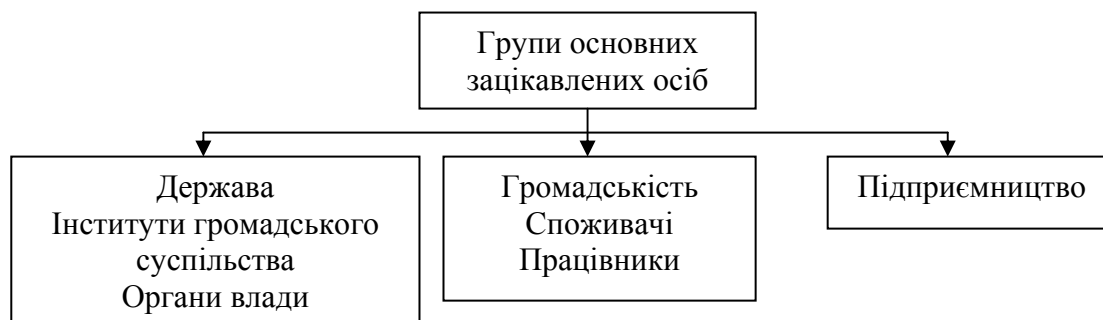 Групи основних
зацікавлених осіб
Держава
Інститути громадського
суспільства
Органи влади
Громадськість
Споживачі
Працівники
Підприємництво